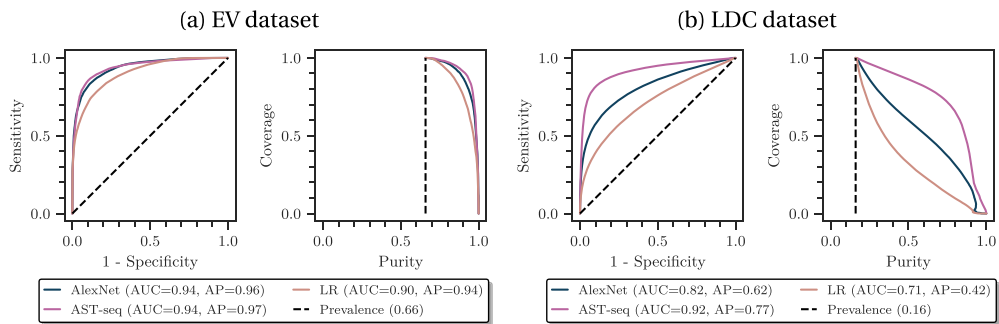 (a) EV dataset
(b) LDC dataset
1.0
0.5
0.0
Sensitivity
0.0 0.5 1.0
1 - Specificity
1.0
0.5
0.0
Coverage
0.0 0.5 1.0
Purity
1.0
0.5
0.0
Sensitivity
0.0 0.5 1.0
1 - Specificity
1.0
0.5
0.0
Coverage
0.0 0.5 1.0
Purity
AlexNet (AUC=0.94, AP=0.96)
LR (AUC=0.90, AP=0.94)
AST-seq (AUC=0.94, AP=0.97)
Prevalence (0.66)
AlexNet (AUC=0.82, AP=0.62)
LR (AUC=0.71, AP=0.42)
AST-seq (AUC=0.92, AP=0.77)
Prevalence (0.16)